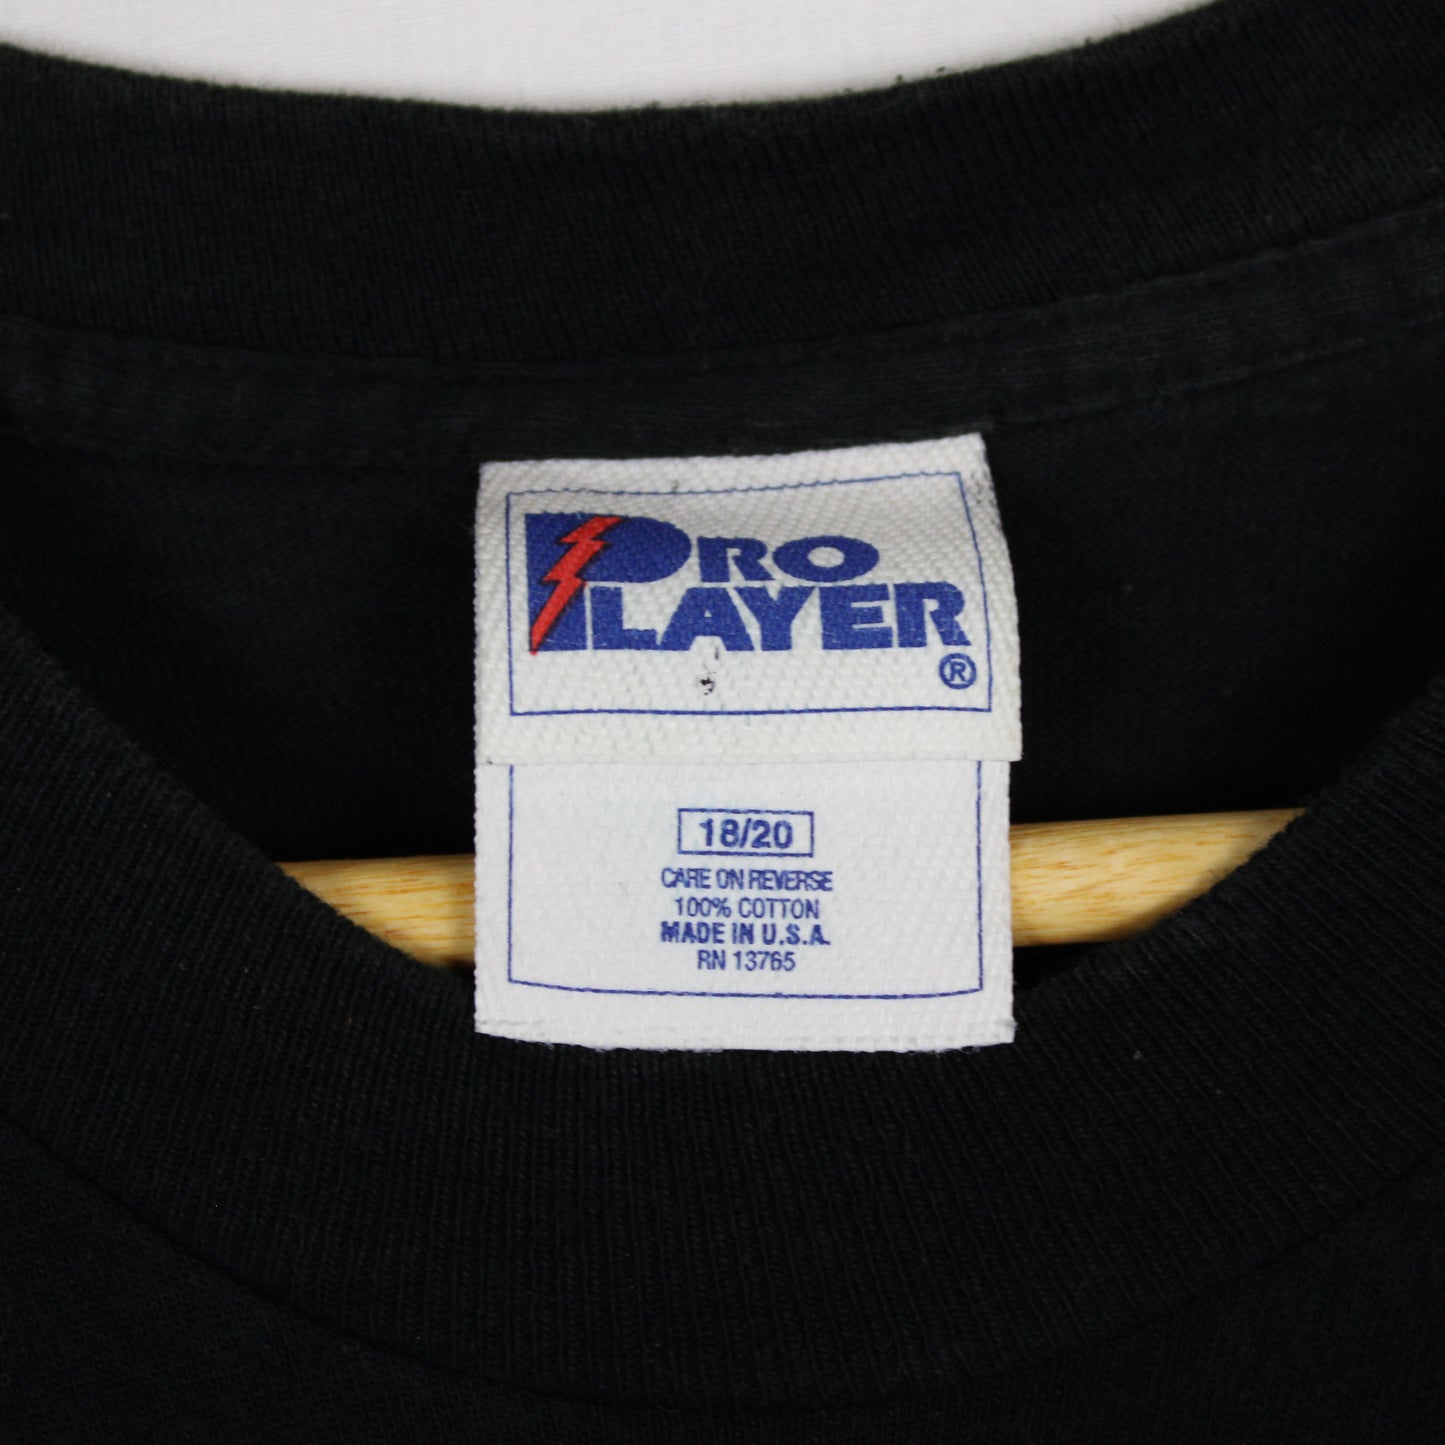 PRO
PLAYER
®
18/20
CARE ON REVERSE
100% COTTON
MADE IN U.S.A.
RN 13765